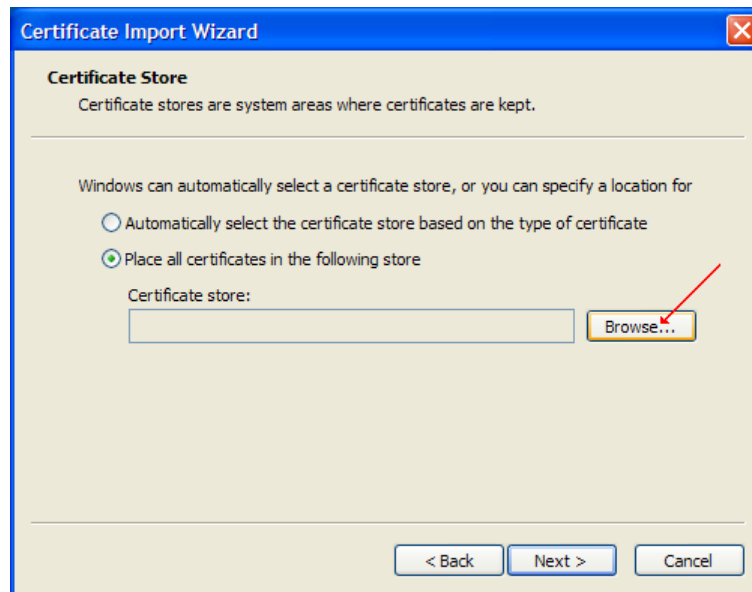 Certificate Import Wizard
Certificate Store
Certificate stores are system areas where certificates are kept.
Windows can automatically select a certificate store, or you can specify a location for
Automatically select the certificate store based on the type of certificate
Place all certificates in the following store
Certificate store:
Browse...
< Back Next > Cancel